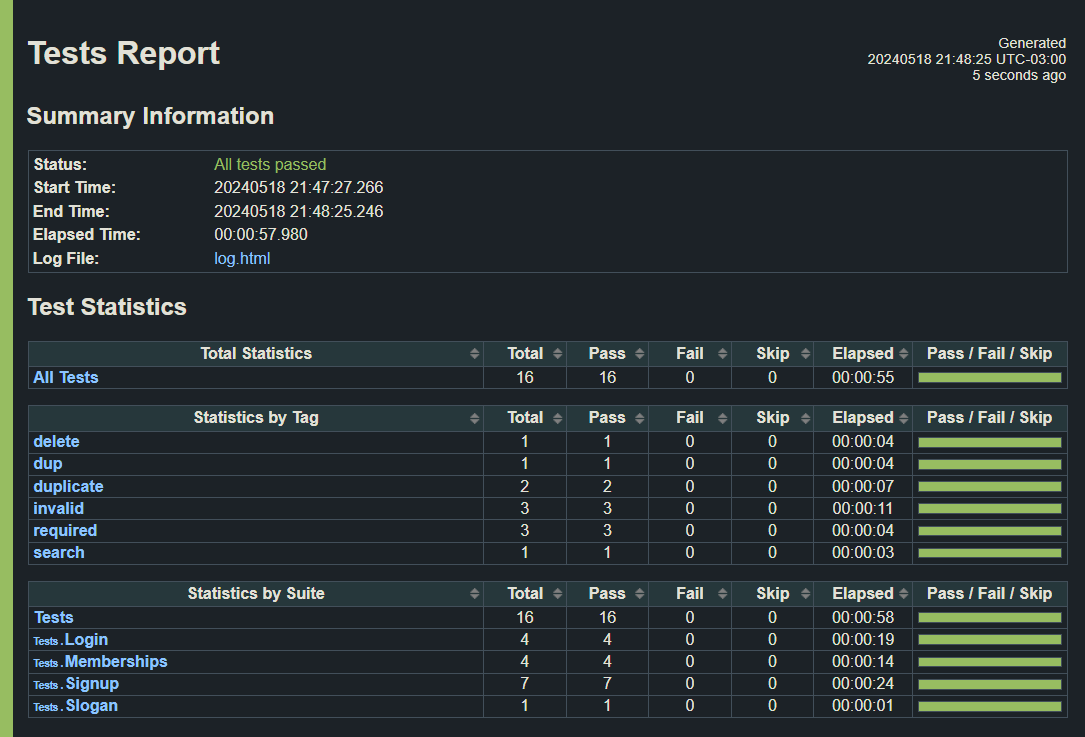 Tests Report
Generated
20240518 21:48:25 UTC-03:00
5 seconds ago
Summary Information
Status: All tests passed
Start Time: 20240518 21:47:27.266
End Time: 20240518 21:48:25.246
Elapsed Time: 00:00:57.980
Log File: log.html
Test Statistics
Total Statistics Total Pass Fail Skip Elapsed Pass / Fail / Skip
All Tests 16 16 0 0 00:00:55
Statistics by Tag Total Pass Fail Skip Elapsed Pass / Fail / Skip
delete 1 1 0 0 00:00:04
dup 1 1 0 0 00:00:04
duplicate 2 2 0 0 00:00:07
invalid 3 3 0 0 00:00:11
required 3 3 0 0 00:00:04
search 1 1 0 0 00:00:03
Statistics by Suite Total Pass Fail Skip Elapsed Pass / Fail / Skip
Tests 16 16 0 0 00:00:58
Tests . Login 4 4 0 0 00:00:19
Tests . Memberships 4 4 0 0 00:00:14
Tests . Signup 7 7 0 0 00:00:24
Tests . Slogan 1 1 0 0 00:00:01